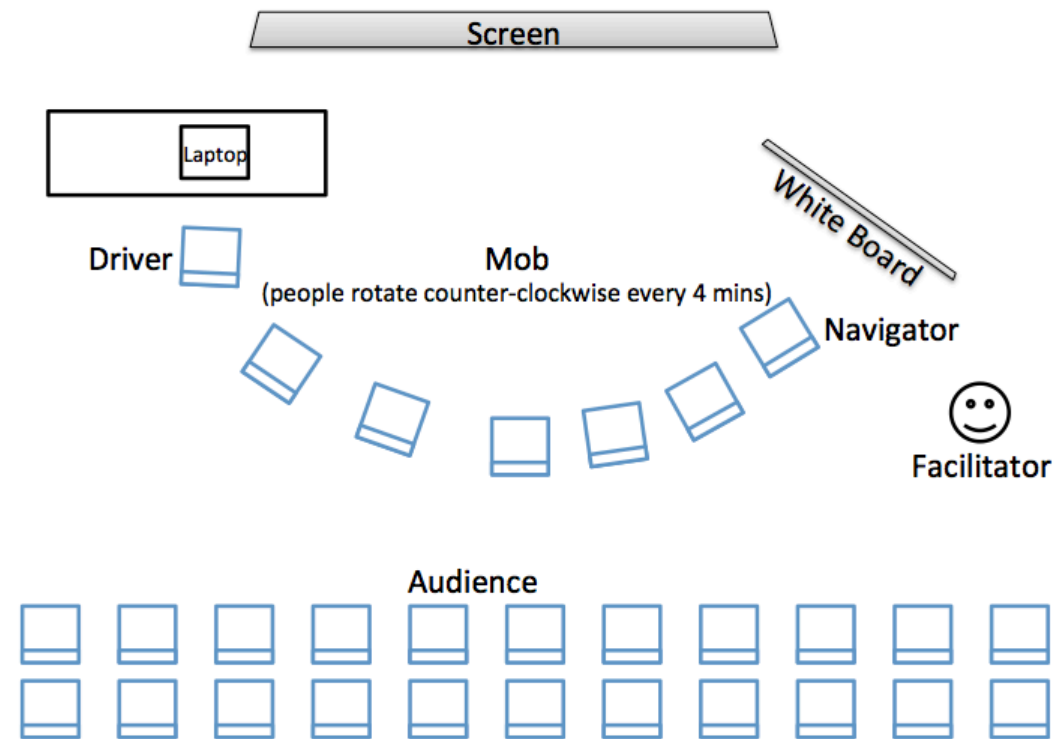 Screen
Laptop
White Board
Driver
Mob
(people rotate counter-clockwise every 4 mins)
Navigator
Facilitator
Audience